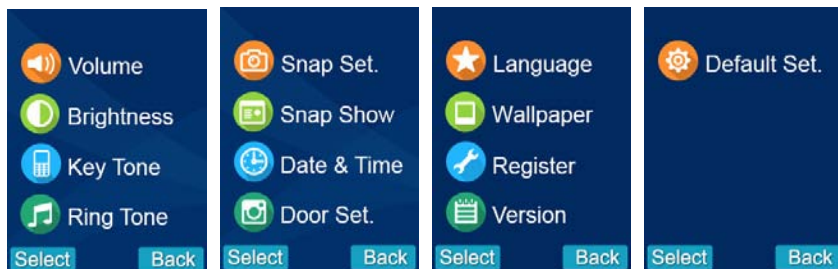 Volume
Brightness
Key Tone
Ring Tone
Select Back
Snap Set.
Snap Show
Date & Time
Door Set.
Select Back
Language
Wallpaper
Register
Version
Select Back
Default Set.
Select Back